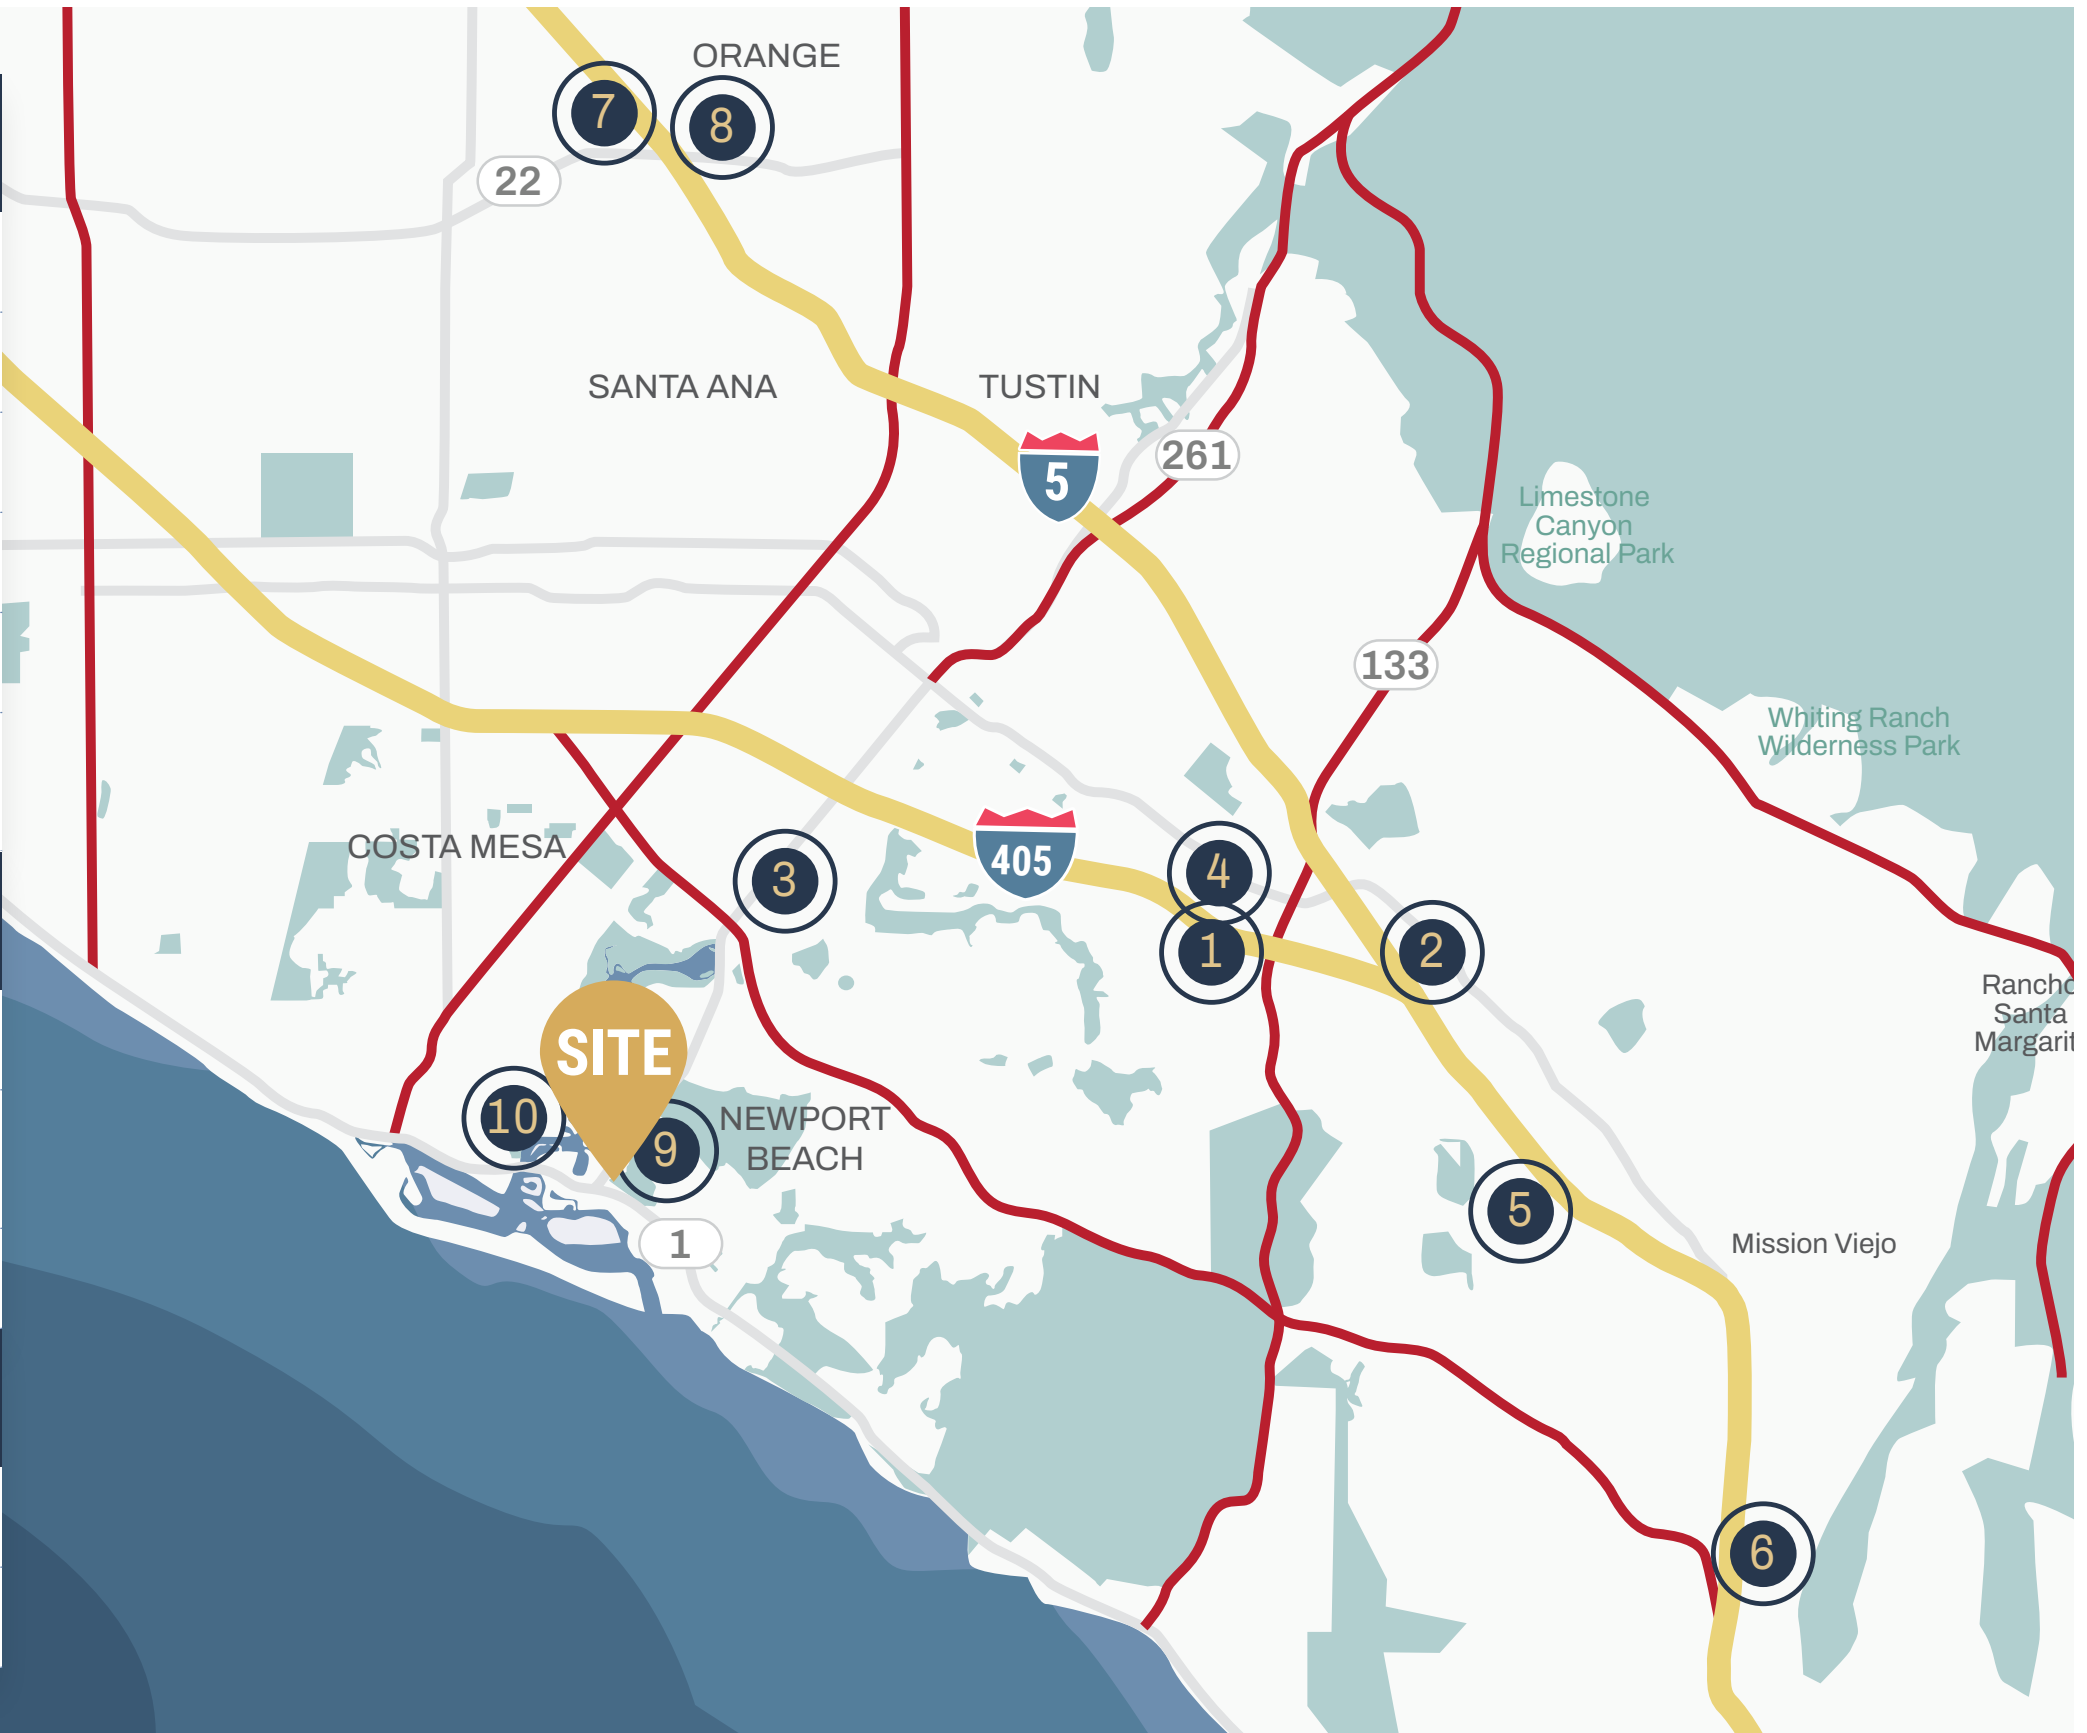 ORANGE
7
8
22
SANTA ANA
TUSTIN
5
261
Limestone
Canyon
Regional Park
133
Whiting Ranch
Wilderness Park
COSTA MESA
405
3
4
1
2
Rancho
Santa
Margarit
SITE
10
9
NEWPORT
BEACH
5
1
Mission Viejo
6